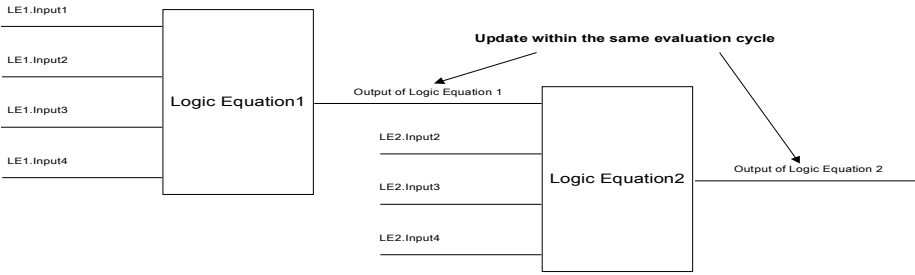 LE1.Input1
Update within the same evaluation cycle
LE1.Input2
Output of Logic Equation 1
Logic Equation1
LE1.Input3
LE2.Input2
LE1.Input4
Output of Logic Equation 2
Logic Equation2
LE2.Input3
LE2.Input4